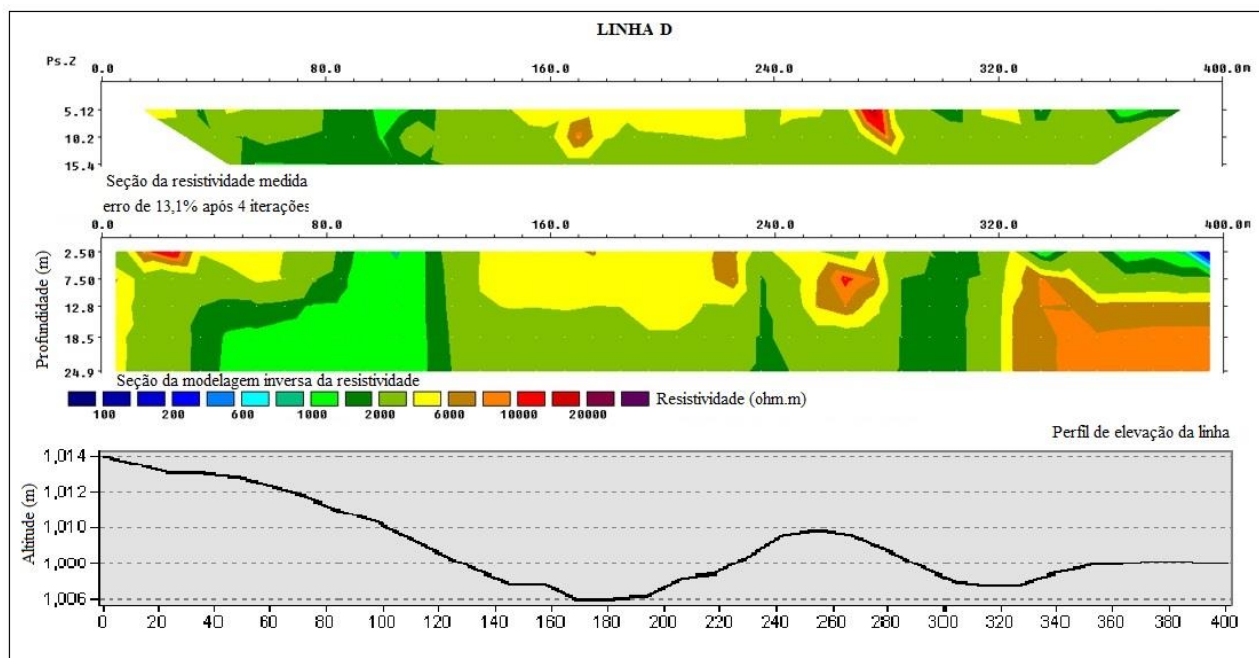 LINHA D
Ps.Z 0.0 80.0 160.0 240.0 320.0 400.0m
5.12
10.2
15.4
Seção da resistividade medida
erro de 13,1% após 4 iterações
0.0 80.0 160.0 240.0 320.0 400.0m
2.50
7.50
12.8
18.5
24.9
Profundidade (m)
Seção da modelagem inversa da resistividade
Resistividade (ohm.m)
100 200 600 1000 2000 6000 10000 20000
Perfil de elevação da linha
1,014
1,012
1,010
1,000
1,006
Altitude (m)
0 20 40 60 80 100 120 140 160 180 200 220 240 260 280 300 320 340 360 380 400